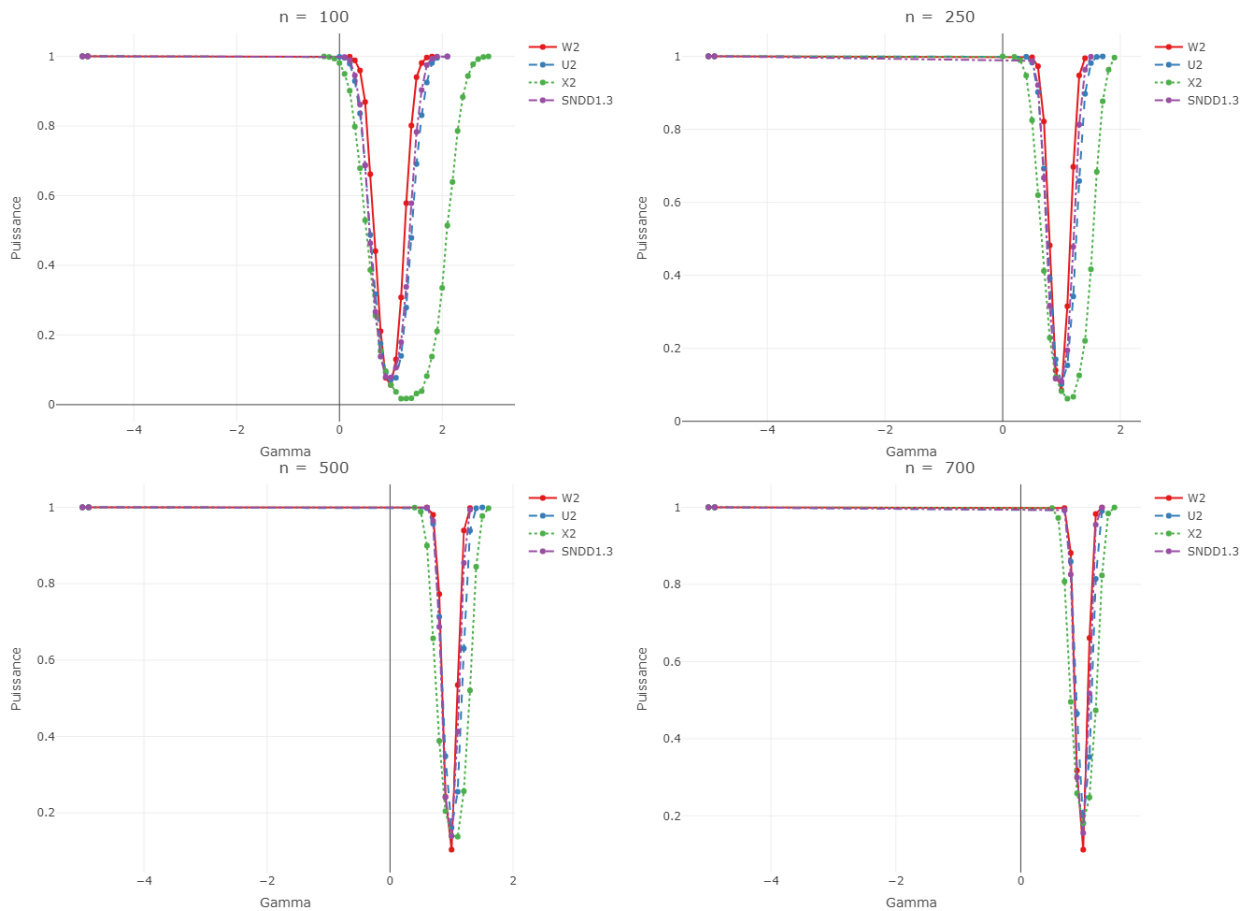 n = 100
W2
U2
X2
SNDD1.3
1
0.8
0.6
0.4
0.2
0
−4
−2
0
2
Puissance
Gamma
n = 250
W2
U2
X2
SNDD1.3
1
0.8
0.6
0.4
0.2
0
−4
−2
0
2
Puissance
Gamma
n = 500
W2
U2
X2
SNDD1.3
1
0.8
0.6
0.4
0.2
−4
−2
0
2
Puissance
Gamma
n = 700
W2
U2
X2
SNDD1.3
1
0.8
0.6
0.4
0.2
−4
−2
0
Puissance
Gamma